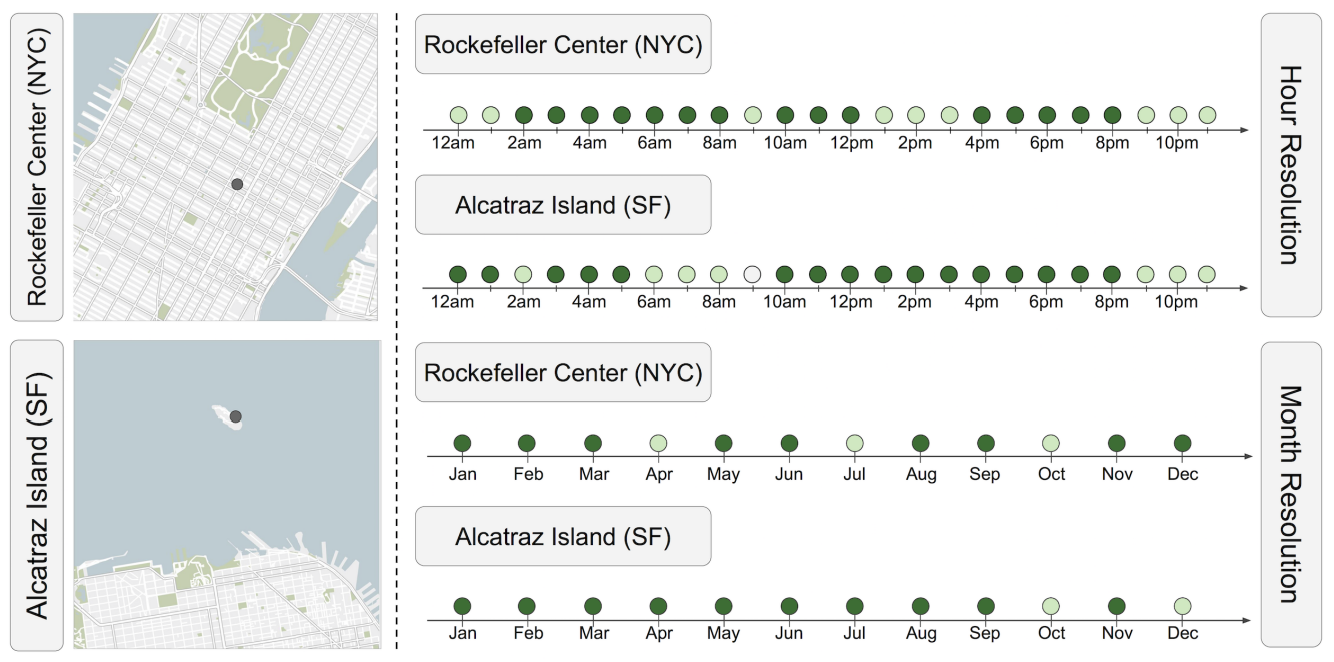 Rockefeller Center (NYC)
Alcatraz Island (SF)
Rockefeller Center (NYC)
12am 2am 4am 6am 8am 10am 12pm 2pm 4pm 6pm 8pm 10pm
Alcatraz Island (SF)
12am 2am 4am 6am 8am 10am 12pm 2pm 4pm 6pm 8pm 10pm
Hour Resolution
Rockefeller Center (NYC)
Jan Feb Mar Apr May Jun Jul Aug Sep Oct Nov Dec
Alcatraz Island (SF)
Jan Feb Mar Apr May Jun Jul Aug Sep Oct Nov Dec
Month Resolution